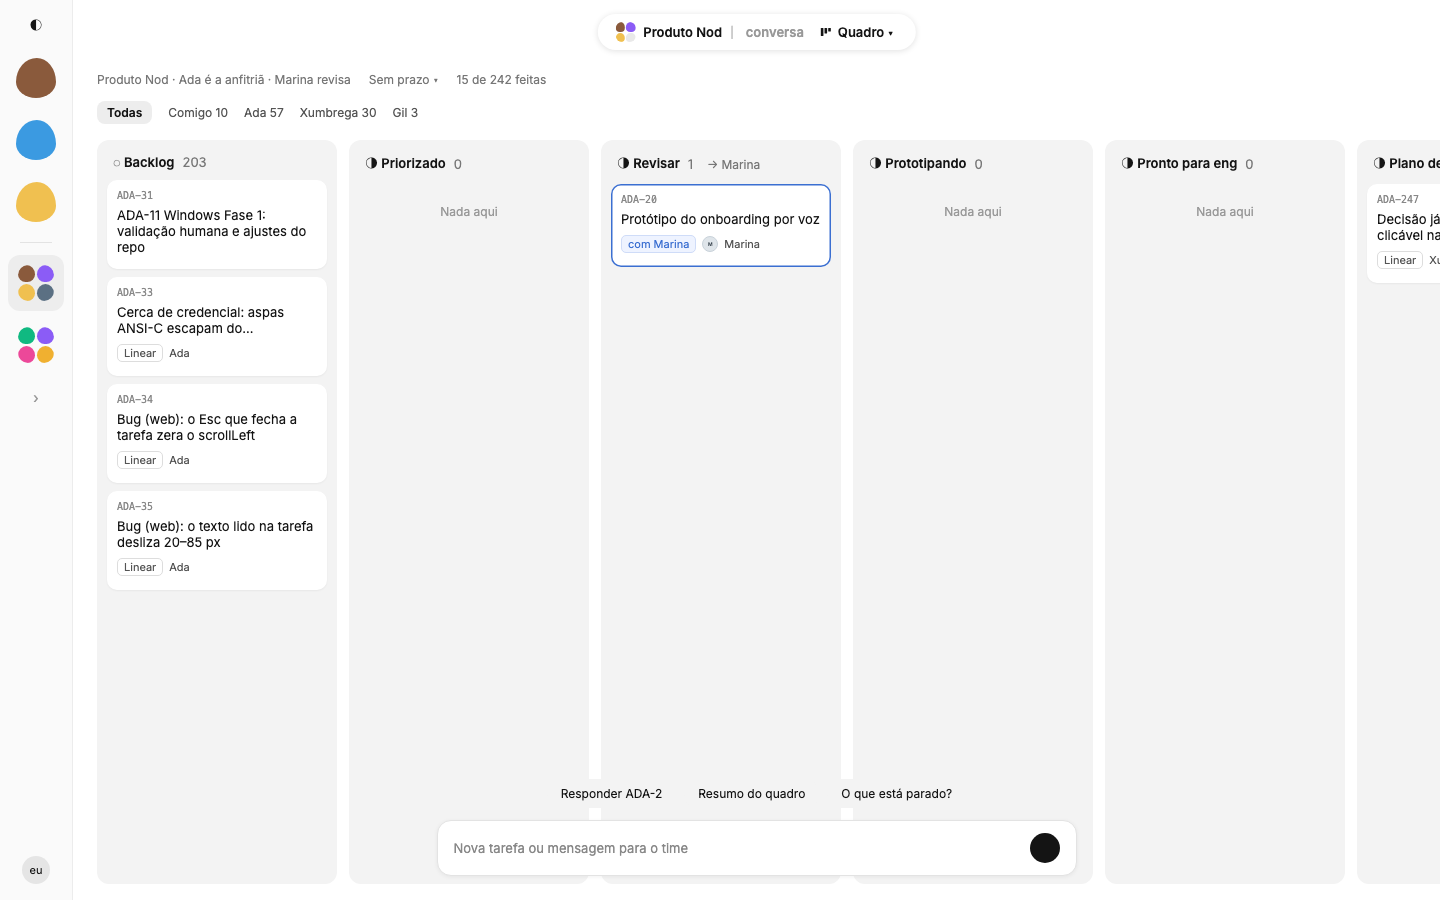 Produto Nod | conversa Quadro
Produto Nod · Ada é a anfitriã · Marina revisa Sem prazo 15 de 242 feitas
Todas Comigo 10 Ada 57 Xumbrega 30 Gil 3
Backlog 203
ADA-31
ADA-11 Windows Fase 1:
validação humana e ajustes do
repo
ADA-33
Cerca de credencial: aspas
ANSI-C escapam do...
Linear Ada
ADA-34
Bug (web): o Esc que fecha a
tarefa zera o scrollLeft
Linear Ada
ADA-35
Bug (web): o texto lido na tarefa
desliza 20–85 px
Linear Ada
Priorizado 0
Nada aqui
Revisar 1 → Marina
ADA-20
Protótipo do onboarding por voz
com Marina M Marina
Prototipando 0
Nada aqui
Pronto para eng 0
Nada aqui
Plano de
ADA-247
Decisão já
clicável na
Linear Xu
Responder ADA-2 Resumo do quadro O que está parado?
Nova tarefa ou mensagem para o time
eu